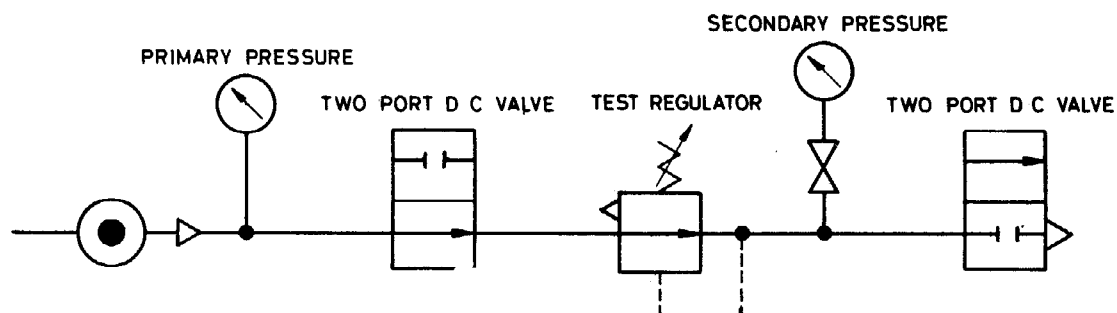 SECONDARY PRESSURE
PRIMARY PRESSURE
TWO PORT D C VALVE
TEST REGULATOR
TWO PORT D C VALVE